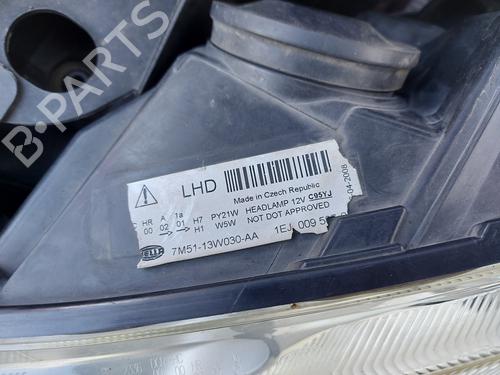 B-PARTS
LHD
Made in Czech Republic
HR A 1a H7 PY21W HEADLAMP 12V C95YJ
00 02 01 H1 W5W NOT DOT APPROVED
7M51-13W030-AA 1EJ 009
-04-2008